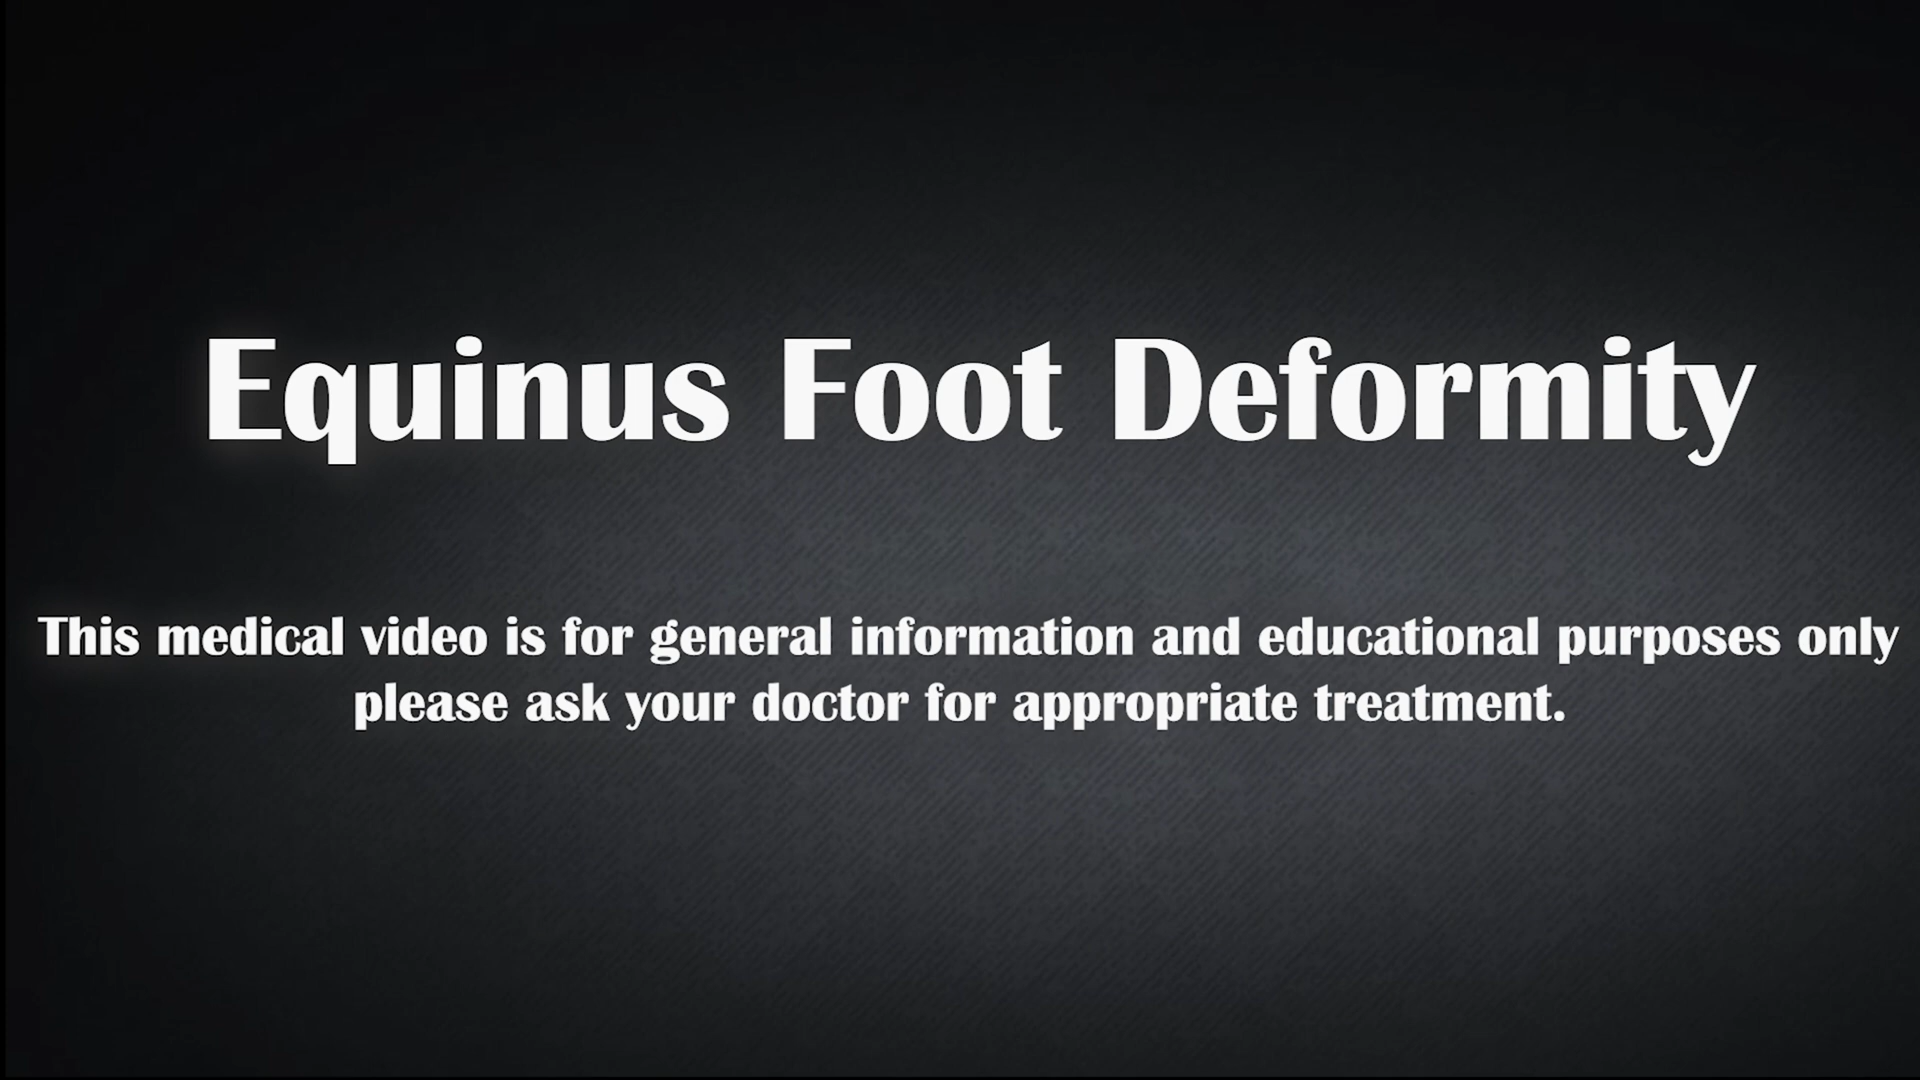 Equinus Foot Deformity
This medical video is for general information and educational purposes only
please ask your doctor for appropriate treatment.